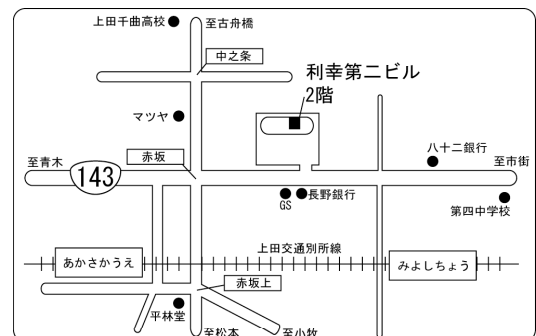 上田千曲高校
至古舟橋
中之条
利幸第二ビル
2階
マツヤ
八十二銀行
赤坂
至青木
至市街
143
長野銀行
GS
第四中学校
上田交通別所線
あかさかうえ
みよしちょう
赤坂上
平林堂
至松本
至小牧